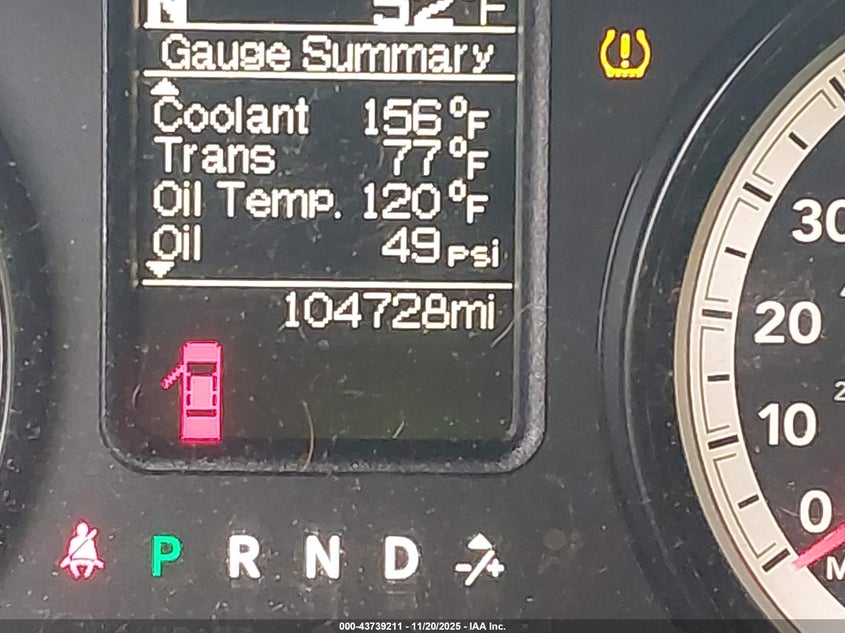 N 52°F
Gauge Summary
Coolant 156°F
Trans 77°F
Oil Temp. 120°F
Oil 49 psi
104728mi
30
20
10
0
P R N D -/+
000-43739211 - 11/20/2025 - IAA Inc.